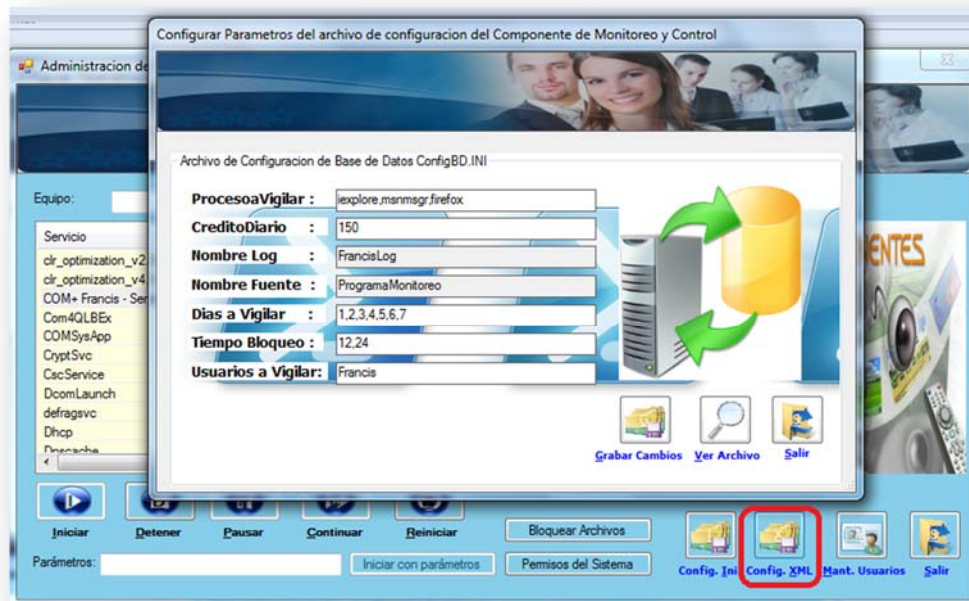 Configurar Parametros del archivo de configuracion del Componente de Monitoreo y Control
Administracion de
Archivo de Configuracion de Base de Datos ConfigBD.INI
ProcesoaVigilar : iexplore,msnmsgr,firefox
CreditoDiario : 150
Nombre Log : FrancisLog
Nombre Fuente : ProgramaMonitoreo
Dias a Vigilar : 1,2,3,4,5,6,7
Tiempo Bloqueo : 12,24
Usuarios a Vigilar: Francis
Grabar Cambios Ver Archivo Salir
Equipo:
Servicio
clr_optimization_v2
clr_optimization_v4
COM+ Francis - Ser
Com4QLBEx
COMSysApp
CryptSvc
CscService
DcomLaunch
defragsvc
Dhcp
Dnscache
ENTES
Iniciar Detener Pausar Continuar Reiniciar
Bloquear Archivos
Parámetros: Iniciar con parámetros Permisos del Sistema
Config. Ini Config. XML Mant. Usuarios Salir